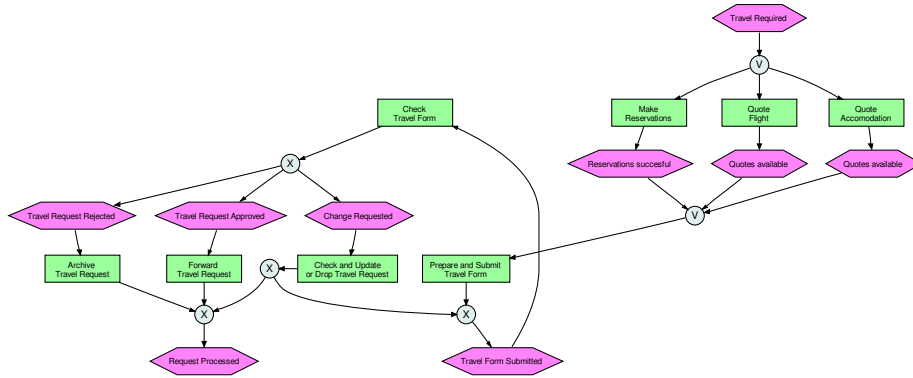 Travel Required
V
Make
Reservations
Quote
Flight
Quote
Accomodation
Check
Travel Form
X
Reservations succesful
Quotes available
Quotes available
Travel Request Rejected
Travel Request Approved
Change Requested
V
Archive
Travel Request
Forward
Travel Request
X
Check and Update
or Drop Travel Request
Prepare and Submit
Travel Form
X
X
Request Processed
Travel Form Submitted